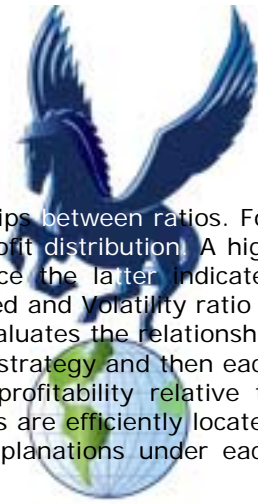 ips between ratios. Fo
ofit distribution. A hig
ce the latter indicate
ed and Volatility ratio
aluates the relationsh
strategy and then eac
profitability relative t
s are efficiently locate
planations under eac